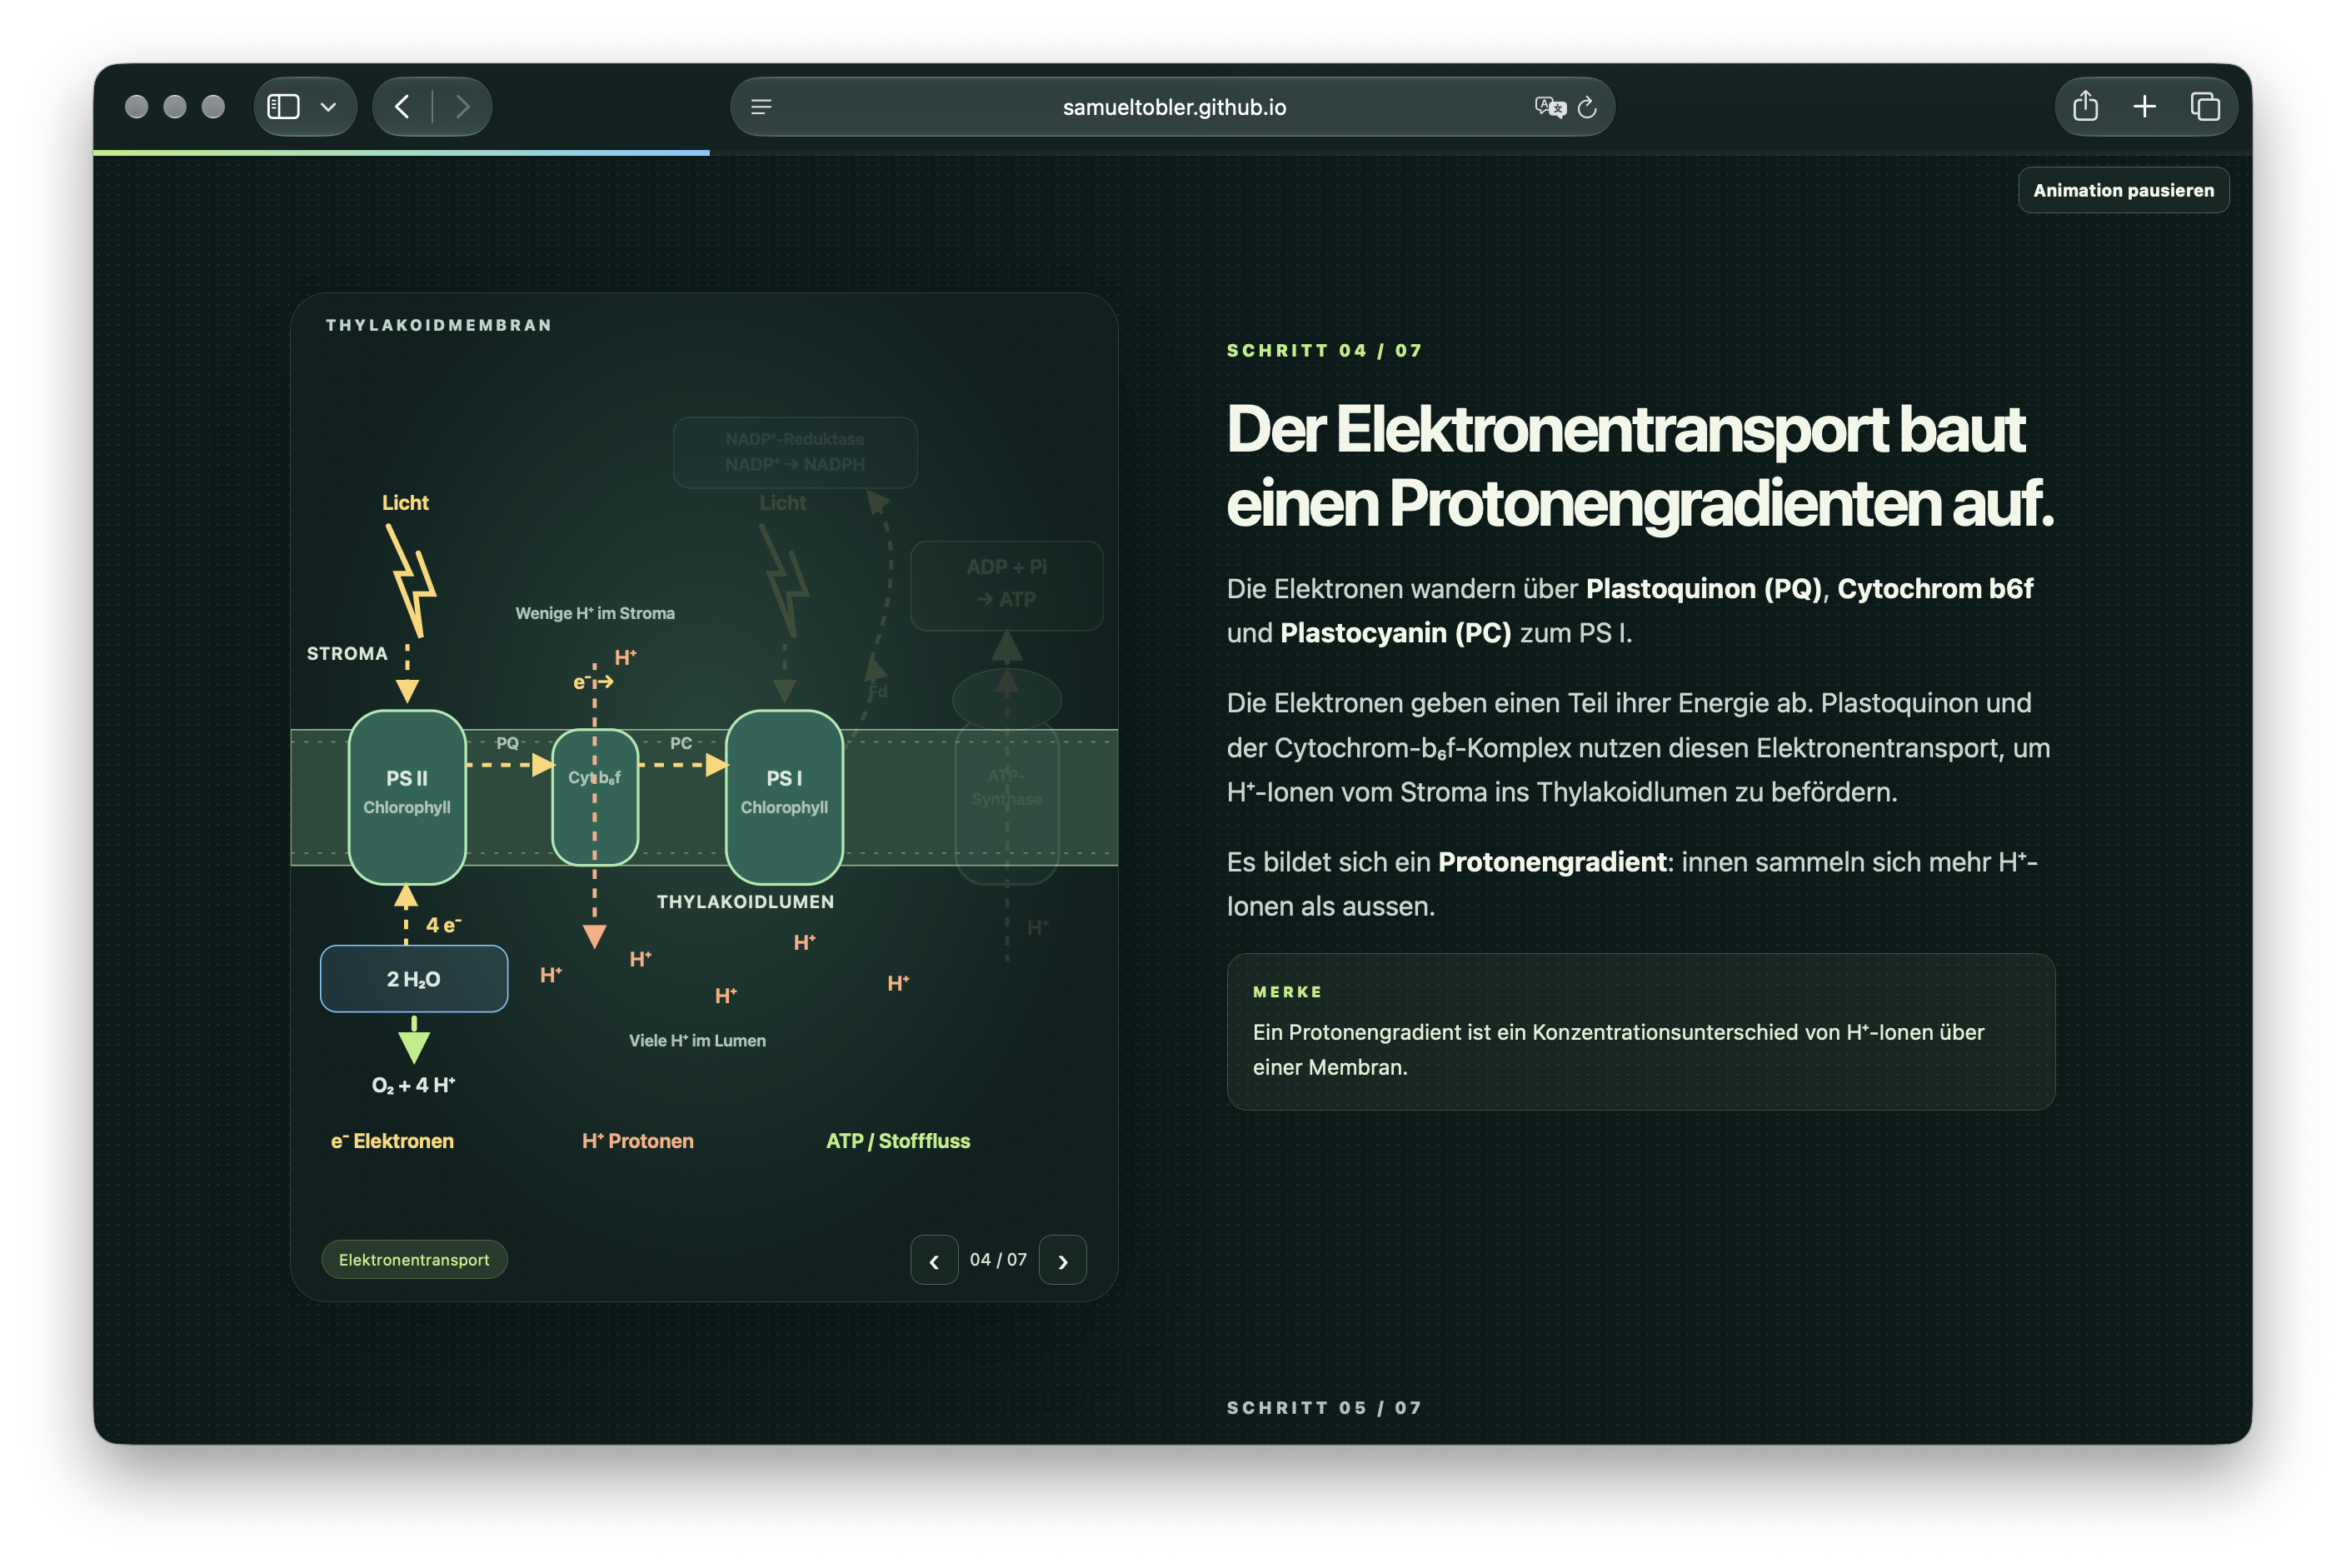 samueltobler.github.io
Animation pausieren
THYLAKOIDMEMBRAN
NADP⁺-Reduktase
NADP⁺ → NADPH
Licht
Licht
ADP + Pi
→ ATP
Wenige H⁺ im Stroma
STROMA
H⁺
e⁻ →
Fd
PQ
PC
PS II
Chlorophyll
Cyt b₆f
PS I
Chlorophyll
ATP-
Synthase
THYLAKOIDLUMEN
4 e⁻
H⁺
2 H₂O
H⁺
H⁺
H⁺
H⁺
H⁺
Viele H⁺ im Lumen
O₂ + 4 H⁺
e⁻ Elektronen
H⁺ Protonen
ATP / Stofffluss
Elektronentransport
‹ 04 / 07 ›
SCHRITT 04 / 07
Der Elektronentransport baut
einen Protonengradienten auf.
Die Elektronen wandern über Plastoquinon (PQ), Cytochrom b6f
und Plastocyanin (PC) zum PS I.
Die Elektronen geben einen Teil ihrer Energie ab. Plastoquinon und
der Cytochrom-b₆f-Komplex nutzen diesen Elektronentransport, um
H⁺-Ionen vom Stroma ins Thylakoidlumen zu befördern.
Es bildet sich ein Protonengradient: innen sammeln sich mehr H⁺-
Ionen als aussen.
MERKE
Ein Protonengradient ist ein Konzentrationsunterschied von H⁺-Ionen über
einer Membran.
SCHRITT 05 / 07